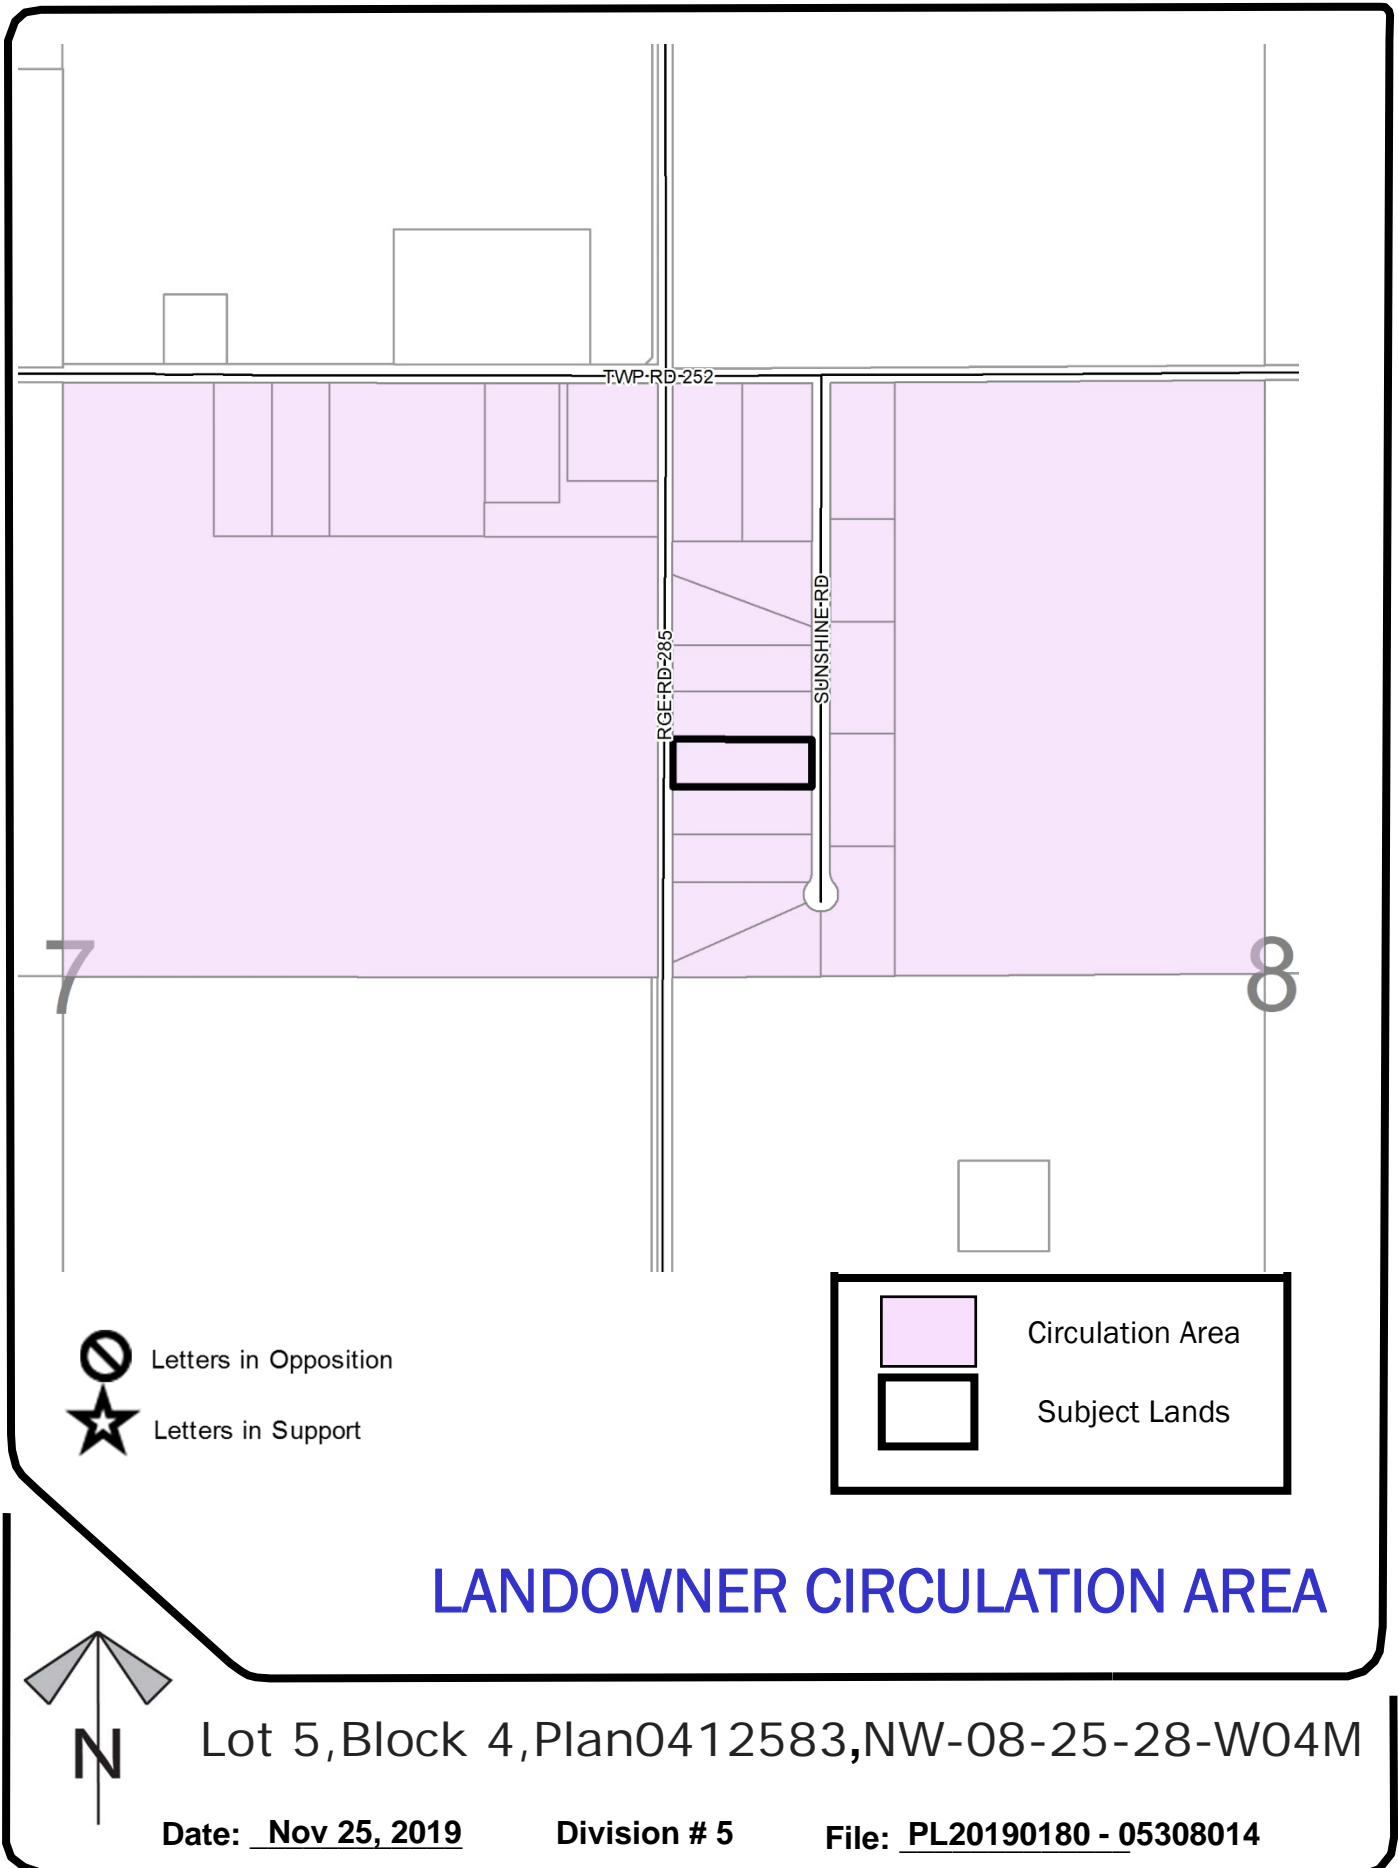 TWP RD 252
RGE RD 285
SUNSHINE RD
7
8
Letters in Opposition
Letters in Support
Circulation Area
Subject Lands
LANDOWNER CIRCULATION AREA
N
Lot 5,Block 4,Plan0412583,NW-08-25-28-W04M
Date: Nov 25, 2019 Division # 5 File: PL20190180 - 05308014